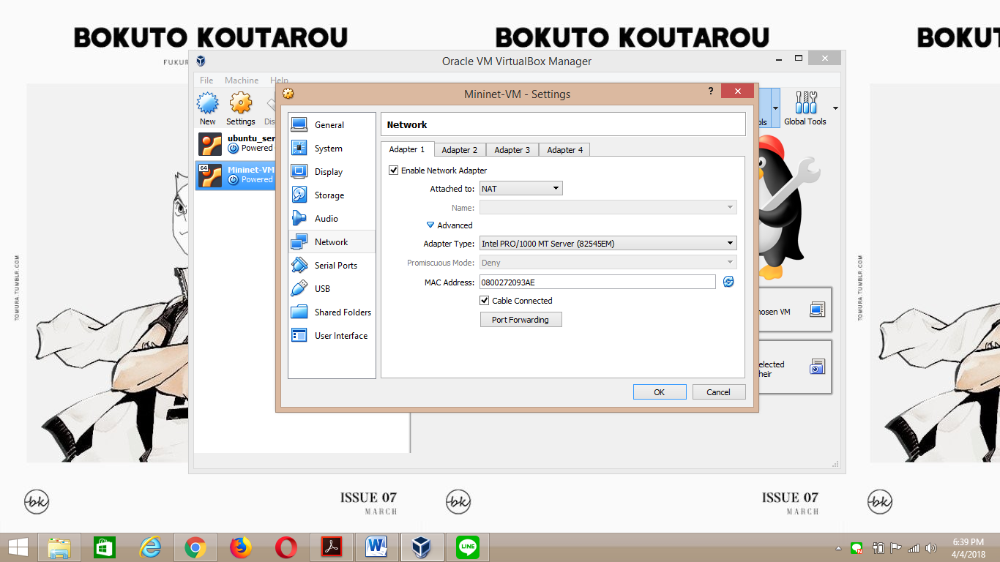 BOKUTO KOUTAROU
BOKUTO KOUTAROU
BOKUT
FUKUR
Oracle VM VirtualBox Manager
File Machine Help
Mininet-VM - Settings
?
New
Settings
Dis
ols
Global Tools
ubuntu_ser
Powered
64
Mininet-VM
Powered
General
System
Display
Storage
Audio
Network
Serial Ports
USB
Shared Folders
User Interface
Network
Adapter 1 Adapter 2 Adapter 3 Adapter 4
Enable Network Adapter
Attached to: NAT
Name:
Advanced
Adapter Type: Intel PRO/1000 MT Server (82545EM)
Promiscuous Mode: Deny
MAC Address: 0800272093AE
Cable Connected
Port Forwarding
OK
Cancel
hosen VM
elected
heir
TOMURA.TUMBLR.COM
TOMURA.TUMBLR.COM
bk
ISSUE 07
MARCH
bk
ISSUE 07
MARCH
bk
W
LINE
6:39 PM
4/4/2018